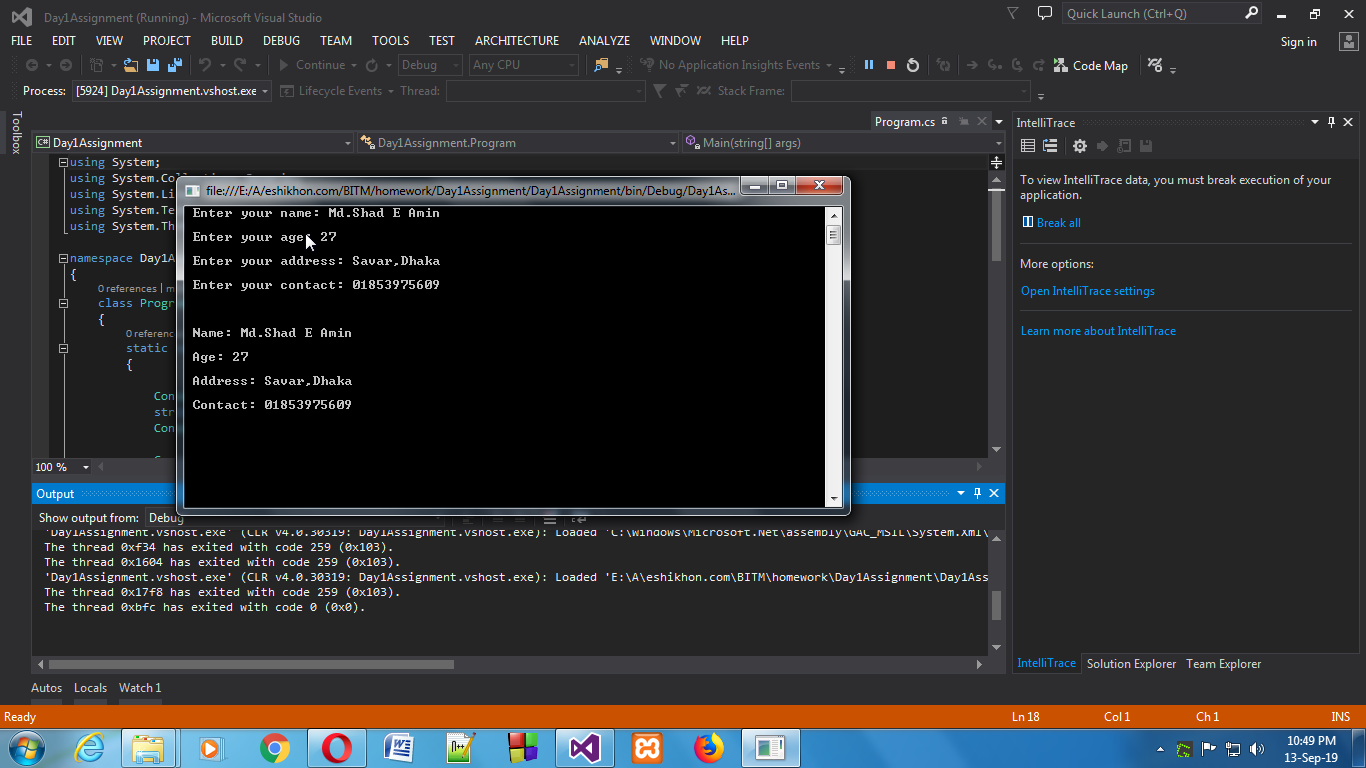 Day1Assignment (Running) - Microsoft Visual Studio
Quick Launch (Ctrl+Q)
FILE EDIT VIEW PROJECT BUILD DEBUG TEAM TOOLS TEST ARCHITECTURE ANALYZE WINDOW HELP
Sign in
Continue Debug Any CPU No Application Insights Events Code Map
Process: [5924] Day1Assignment.vshost.exe Lifecycle Events Thread: Stack Frame:
Toolbox
Program.cs
Day1Assignment Day1Assignment.Program Main(string[] args)
using System;
using System.Co
using System.Li
using System.Te
using System.Th
namespace Day1A
{
0 references | m
class Progr
{
0 referenc
static
{
Con
str
Con
100 %
file:///E:/A/eshikhon.com/BITM/homework/Day1Assignment/Day1Assignment/bin/Debug/Day1As...
Enter your name: Md.Shad E Amin
Enter your age: 27
Enter your address: Savar,Dhaka
Enter your contact: 01853975609
Name: Md.Shad E Amin
Age: 27
Address: Savar,Dhaka
Contact: 01853975609
Output
Show output from: Debug
'Day1Assignment.vshost.exe' (CLR v4.0.30319: Day1Assignment.vshost.exe): Loaded 'C:\Windows\Microsoft.Net\assembly\GAC_MSIL\System.Xml\
The thread 0xf34 has exited with code 259 (0x103).
The thread 0x1604 has exited with code 259 (0x103).
'Day1Assignment.vshost.exe' (CLR v4.0.30319: Day1Assignment.vshost.exe): Loaded 'E:\A\eshikhon.com\BITM\homework\Day1Assignment\Day1Ass
The thread 0x17f8 has exited with code 259 (0x103).
The thread 0xbfc has exited with code 0 (0x0).
IntelliTrace
To view IntelliTrace data, you must break execution of your
application.
Break all
More options:
Open IntelliTrace settings
Learn more about IntelliTrace
IntelliTrace Solution Explorer Team Explorer
Autos Locals Watch 1
Ready Ln 18 Col 1 Ch 1 INS
10:49 PM
13-Sep-19